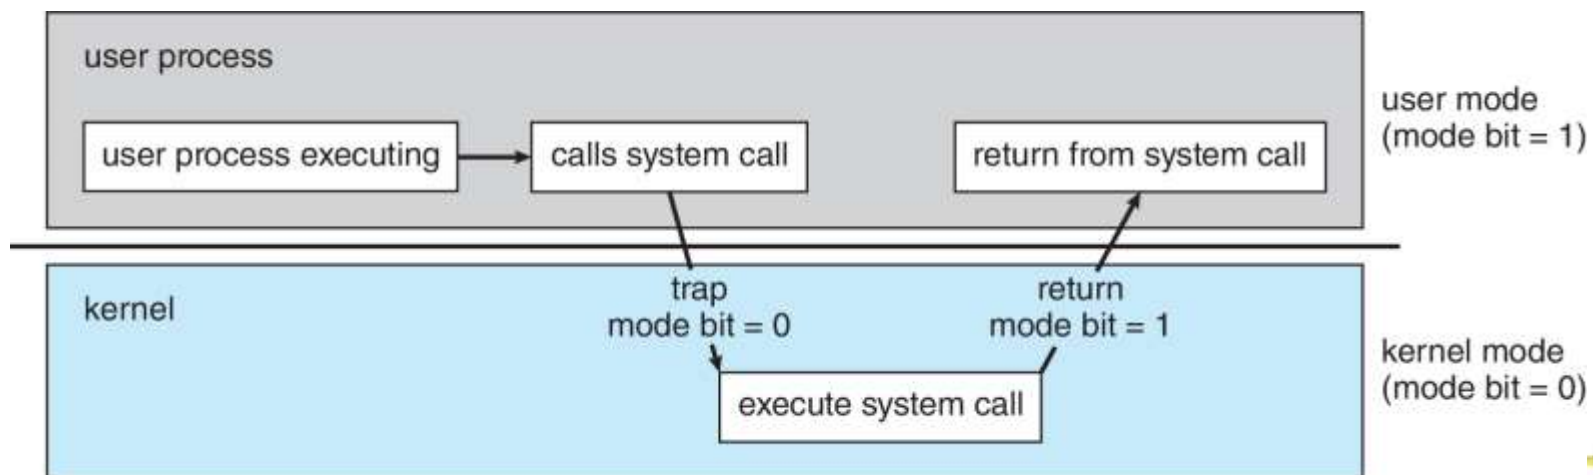 user process
user process executing
calls system call
return from system call
user mode
(mode bit = 1)
kernel
trap
mode bit = 0
return
mode bit = 1
execute system call
kernel mode
(mode bit = 0)